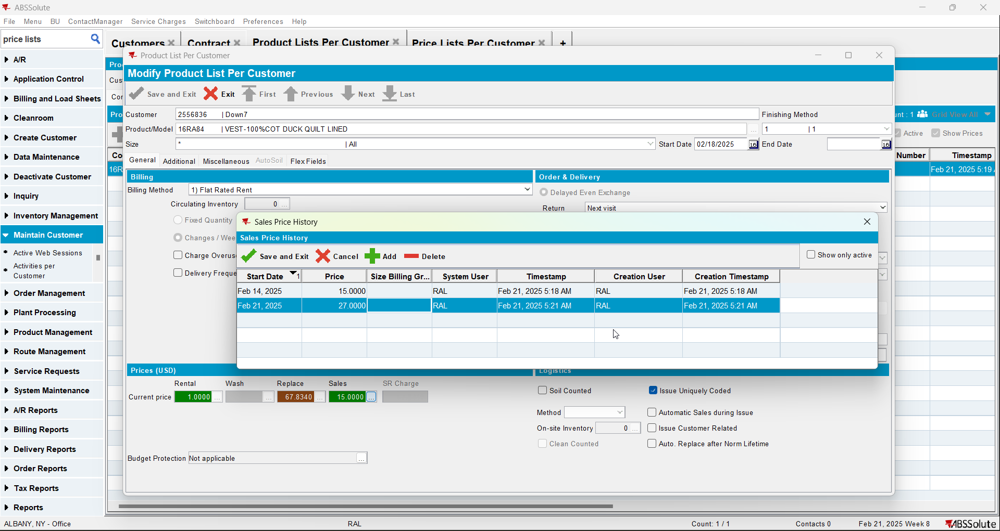 ABSSolute
File Menu BU ContactManager Service Charges Switchboard Preferences Help
price lists
Customers Contract Product Lists Per Customer Price Lists Per Customer +
A/R
Application Control
Billing and Load Sheets
Cleanroom
Create Customer
Data Maintenance
Deactivate Customer
Inquiry
Inventory Management
Maintain Customer
Active Web Sessions
Activities per
Customer
Order Management
Plant Processing
Product Management
Route Management
Service Requests
System Maintenance
A/R Reports
Billing Reports
Delivery Reports
Order Reports
Tax Reports
Reports
Product List Per Customer
Modify Product List Per Customer
Save and Exit Exit First Previous Next Last
Customer 2556836 | Down7 Finishing Method
Product/Model 16RA84 | VEST-100%COT DUCK QUILT LINED ... 1 | 1
Size * | All Start Date 02/18/2025 16 End Date 16
General Additional Miscellaneous AutoSoil Flex Fields
Billing
Billing Method 1) Flat Rated Rent
Circulating Inventory 0 ...
Fixed Quantity
Changes / Wee
Charge Overus
Delivery Freque
Order & Delivery
Delayed Even Exchange
Return Next visit
Sales Price History
Sales Price History
Save and Exit Cancel Add Delete Show only active
Start Date 1 Price Size Billing Gr... System User Timestamp Creation User Creation Timestamp
Feb 14, 2025 15.0000 RAL Feb 21, 2025 5:18 AM RAL Feb 21, 2025 5:18 AM
Feb 21, 2025 27.0000 RAL Feb 21, 2025 5:21 AM RAL Feb 21, 2025 5:21 AM
Prices (USD)
Rental Wash Replace Sales SR Charge
Current price 1.0000 ... ... 67.8340 ... 15.0000 ...
Budget Protection Not applicable ...
Logistics
Soil Counted Issue Uniquely Coded
Method Automatic Sales during Issue
On-site Inventory 0 ... Issue Customer Related
Clean Counted Auto. Replace after Norm Lifetime
Pro
Cus
Cor
Pro
Co
16R
unt : 1 Grid View All
Active Show Prices
Number Timestamp
Feb 21, 2025 5:19
ALBANY, NY - Office RAL Count: 1 / 1 Contacts 0 Feb 21, 2025 Week 8 ABSSolute